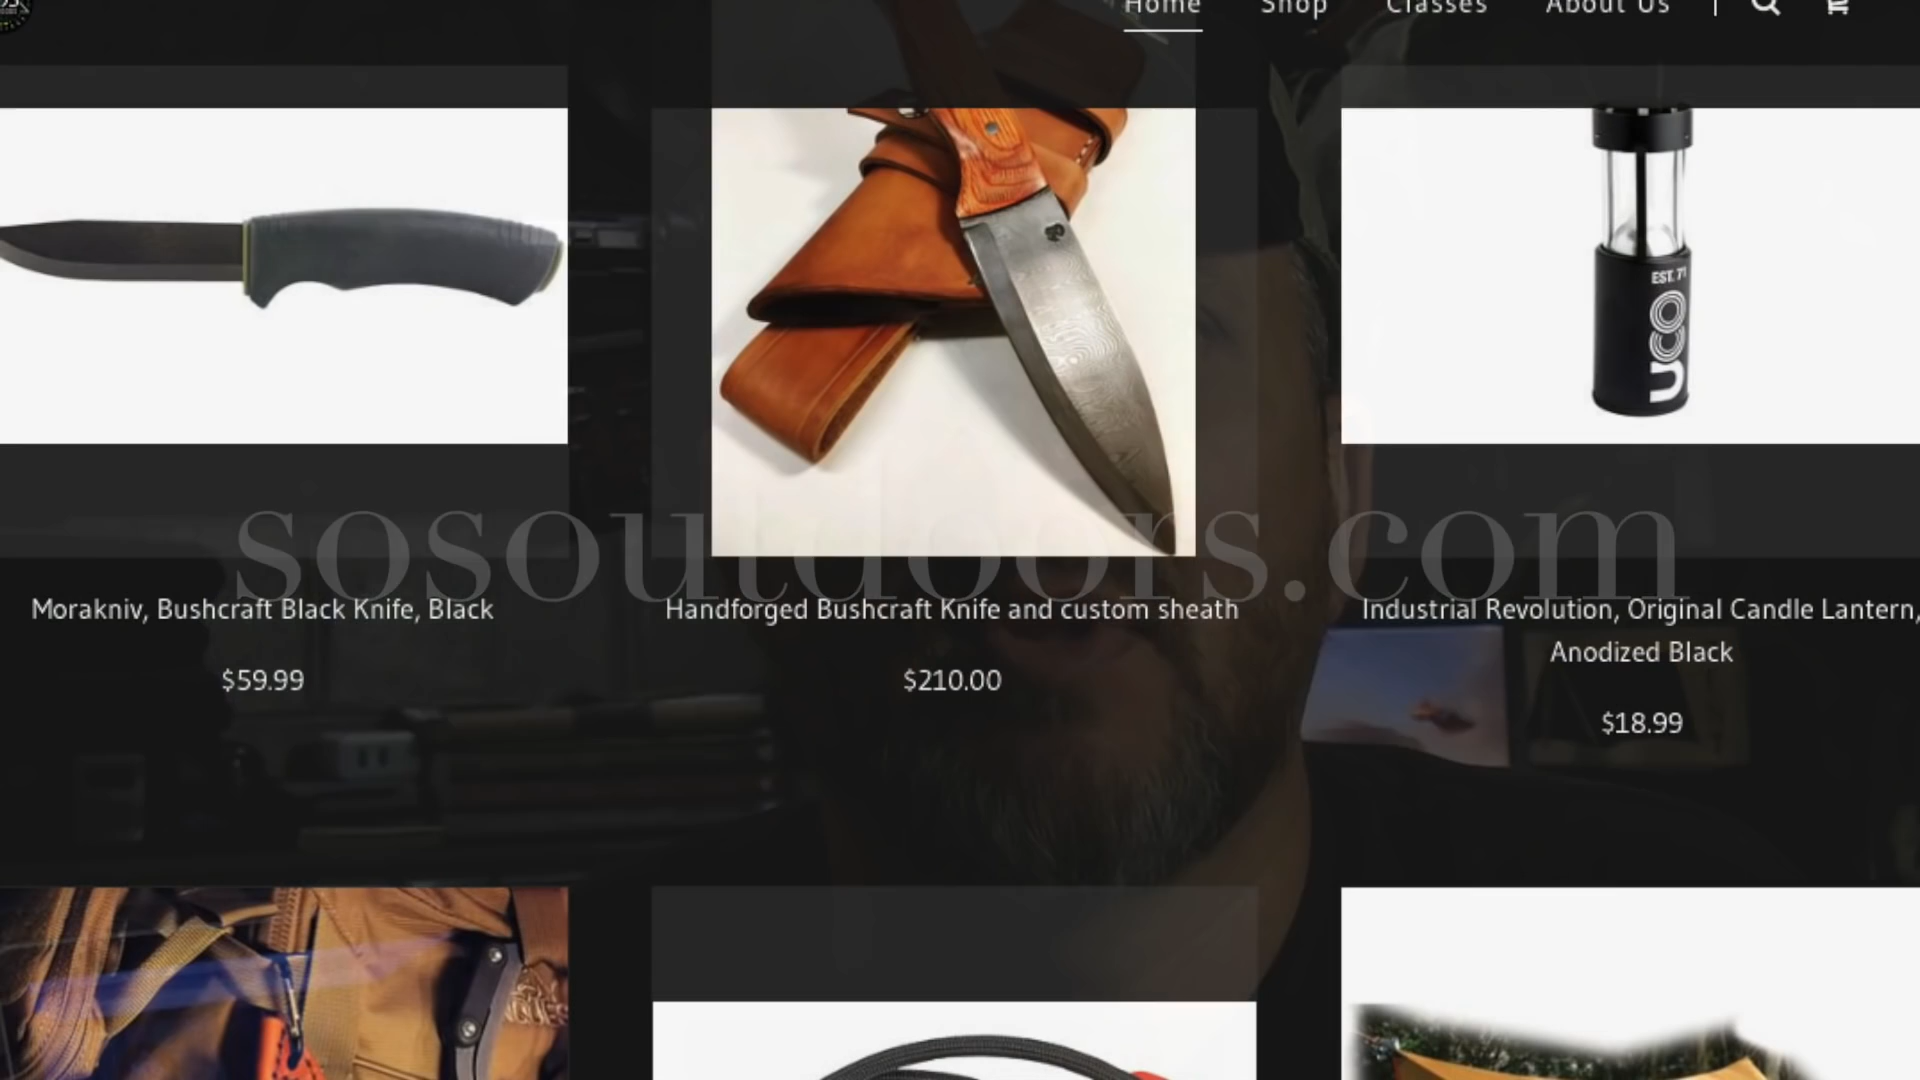 Home Shop Classes About Us
EST. 71
UCO
sosoutdoors.com
Morakniv, Bushcraft Black Knife, Black
$59.99
Handforged Bushcraft Knife and custom sheath
$210.00
Industrial Revolution, Original Candle Lantern,
Anodized Black
$18.99